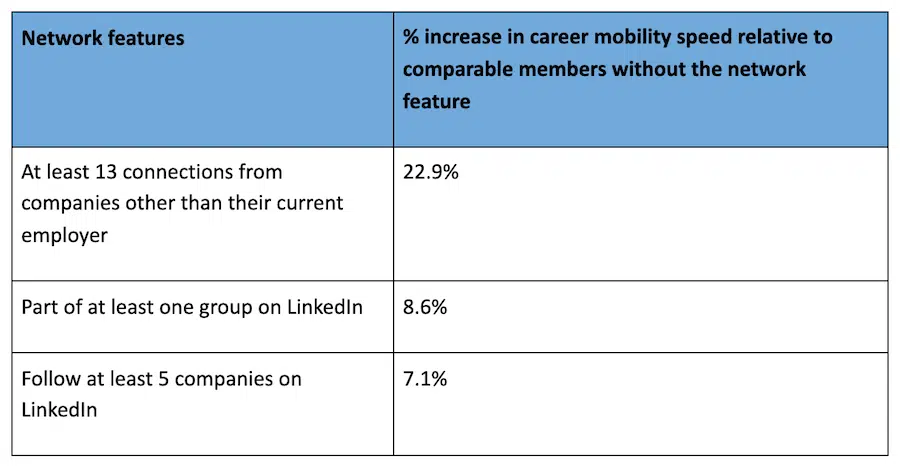 Network features
% increase in career mobility speed relative to
comparable members without the network
feature
At least 13 connections from
companies other than their current
employer
22.9%
Part of at least one group on LinkedIn
8.6%
Follow at least 5 companies on
LinkedIn
7.1%